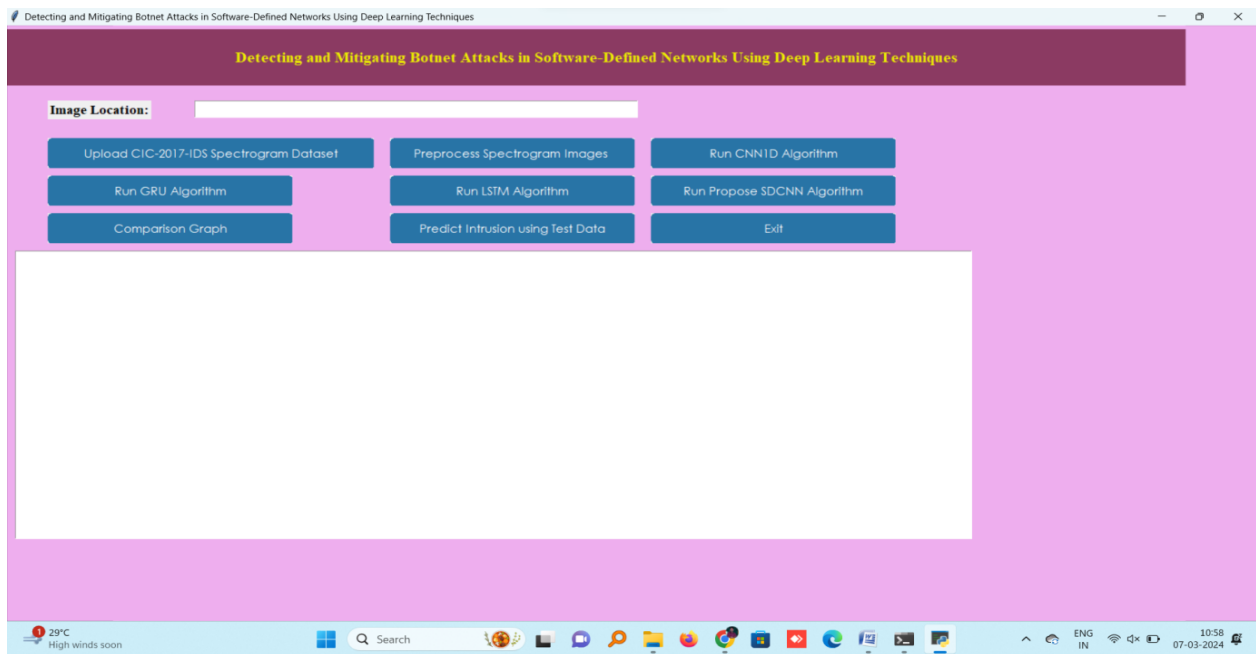 Detecting and Mitigating Botnet Attacks in Software-Defined Networks Using Deep Learning Techniques
Detecting and Mitigating Botnet Attacks in Software-Defined Networks Using Deep Learning Techniques
Image Location:
Upload CIC-2017-IDS Spectrogram Dataset
Preprocess Spectrogram Images
Run CNN1D Algorithm
Run GRU Algorithm
Run LSTM Algorithm
Run Propose SDCNN Algorithm
Comparison Graph
Predict Intrusion using Test Data
Exit
1
29°C
High winds soon
Search
ENG
IN
10:58
07-03-2024